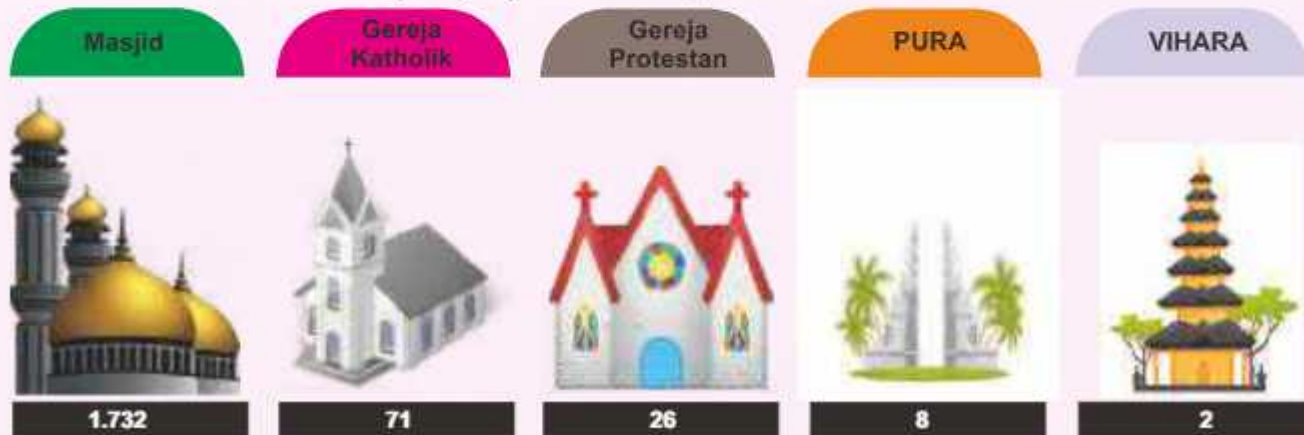 Masjid
Gereja
Katholik
Gereja
Protestan
PURA
VIHARA
1.732
71
26
8
2